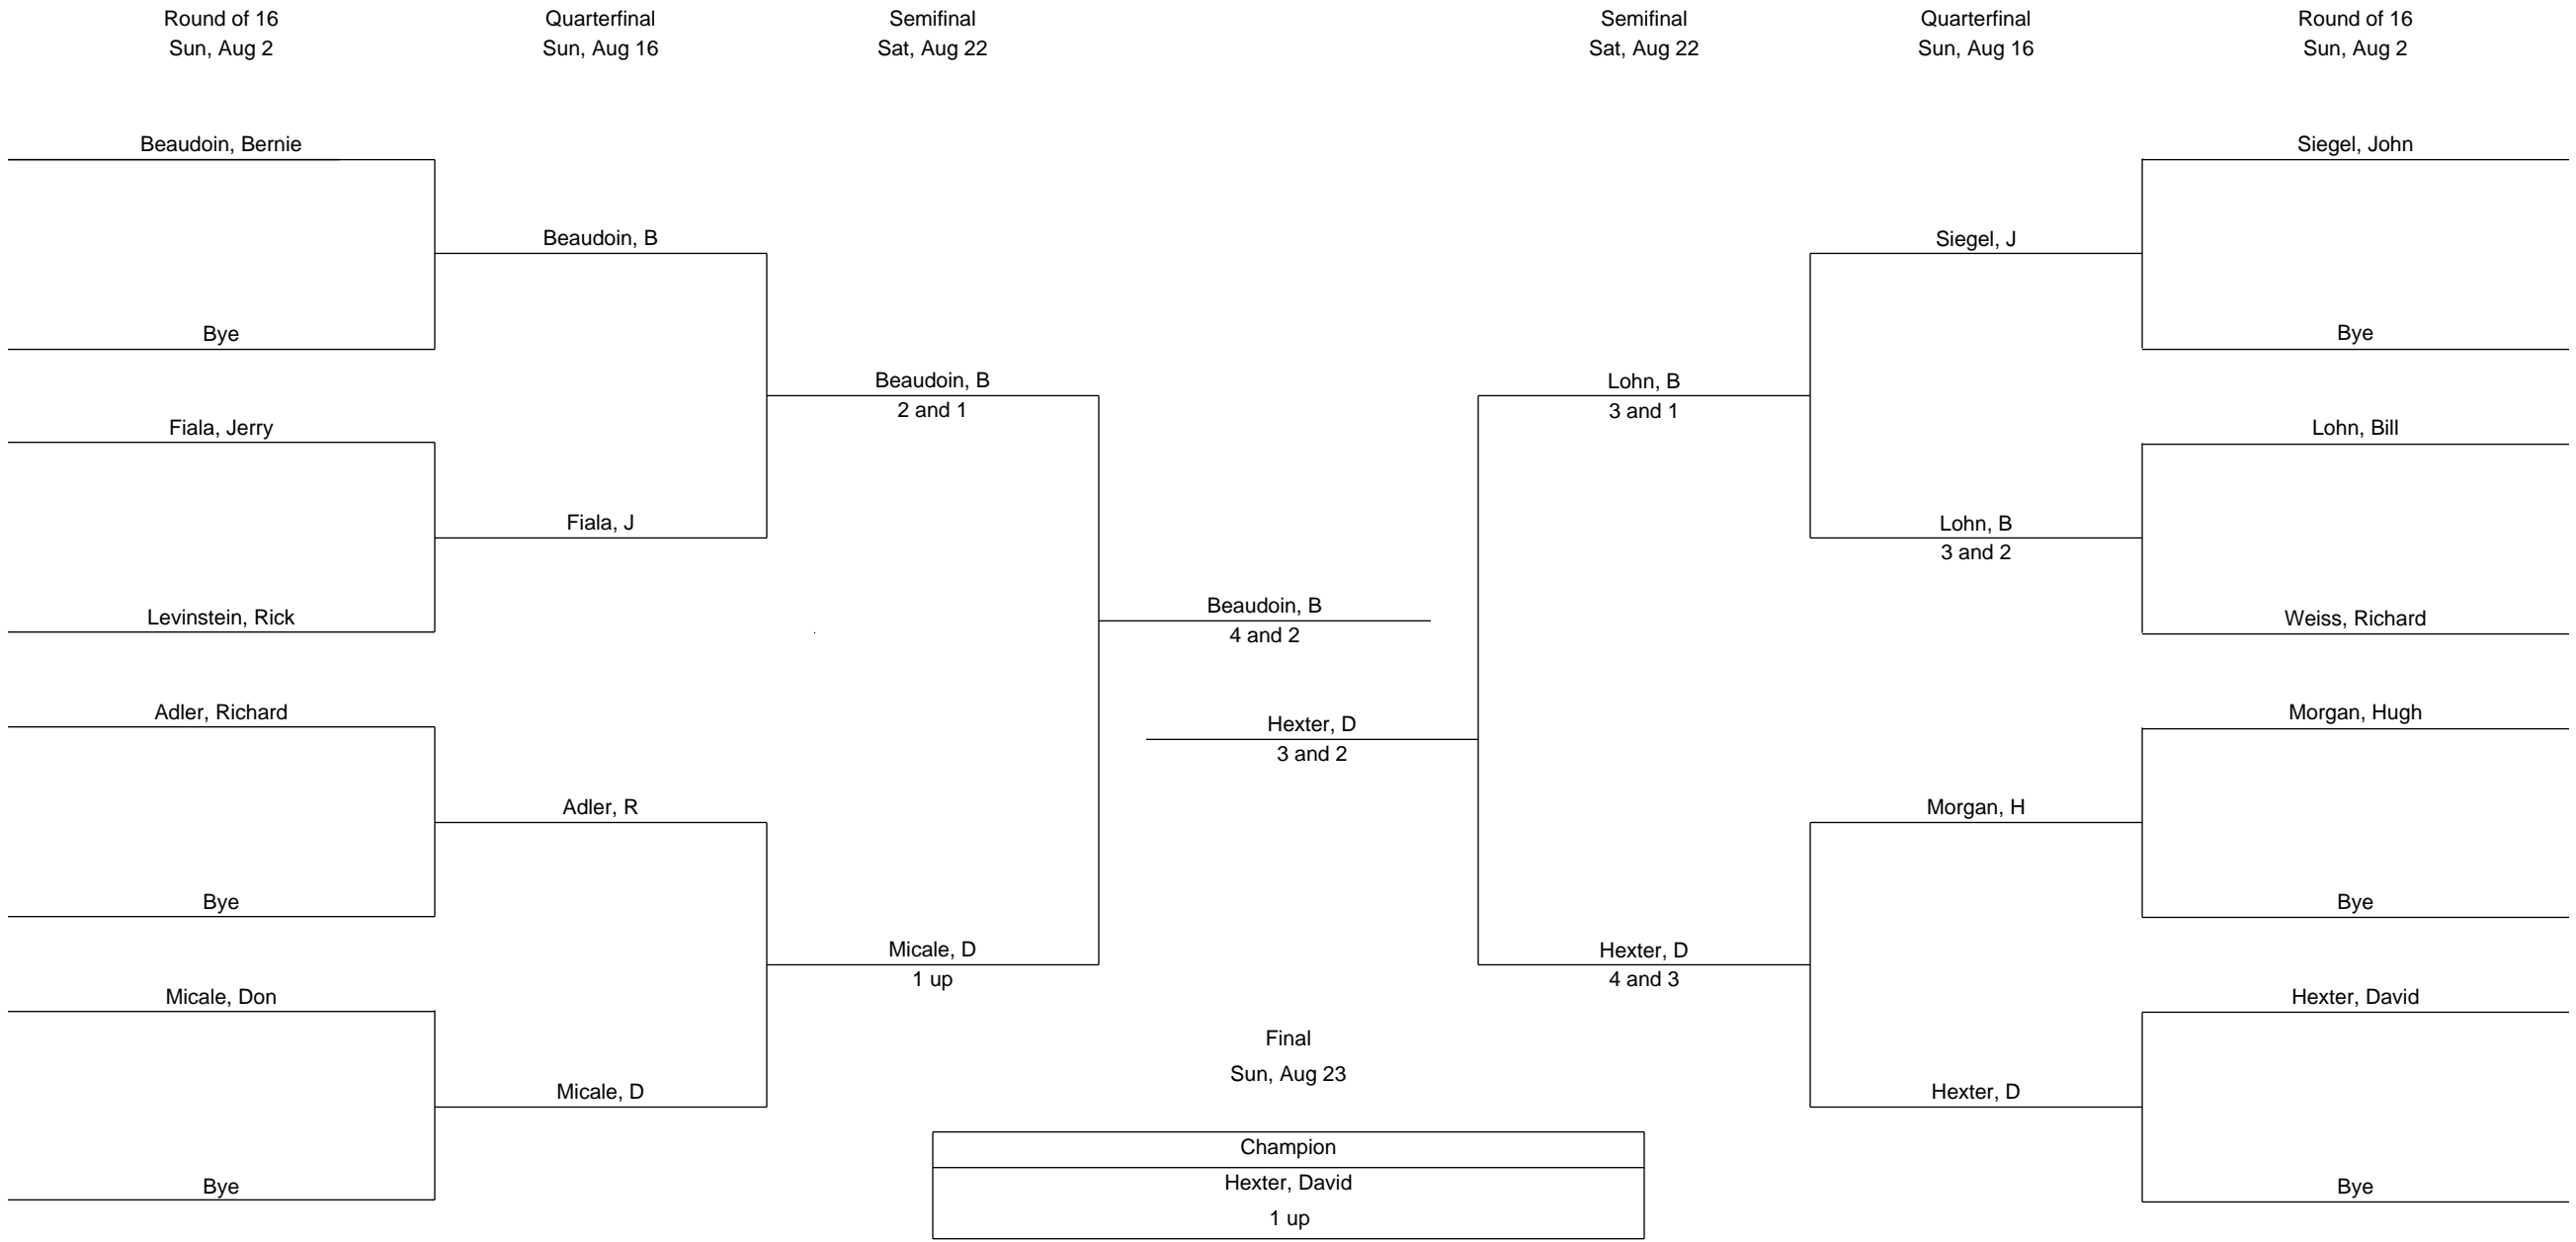 Round of 16
Sun, Aug 2
Quarterfinal
Sun, Aug 16
Semifinal
Sat, Aug 22
Semifinal
Sat, Aug 22
Quarterfinal
Sun, Aug 16
Round of 16
Sun, Aug 2
Beaudoin, Bernie
Bye
Fiala, Jerry
Levinstein, Rick
Adler, Richard
Bye
Micale, Don
Bye
Beaudoin, B
Fiala, J
Adler, R
Micale, D
Beaudoin, B
2 and 1
Micale, D
1 up
Beaudoin, B
4 and 2
Hexter, D
3 and 2
Lohn, B
3 and 1
Hexter, D
4 and 3
Siegel, J
Lohn, B
3 and 2
Morgan, H
Hexter, D
Siegel, John
Bye
Lohn, Bill
Weiss, Richard
Morgan, Hugh
Bye
Hexter, David
Bye
Final
Sun, Aug 23
Champion
Hexter, David
1 up